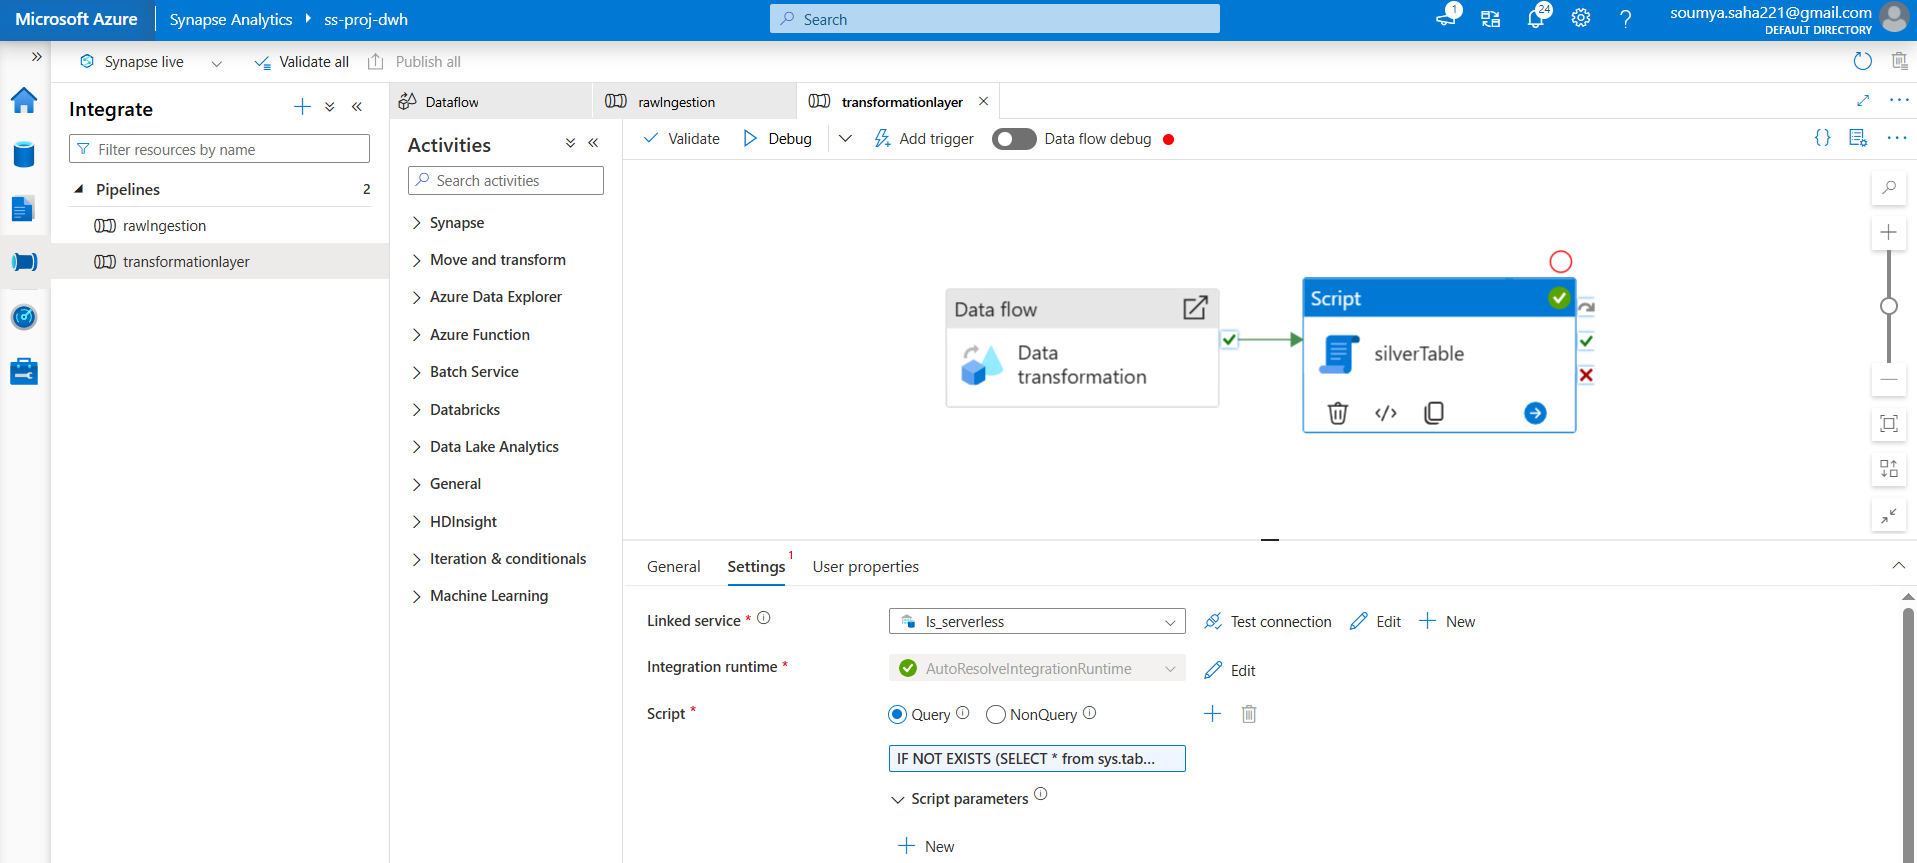 Microsoft Azure
Synapse Analytics
ss-proj-dwh
Search
1
24
?
soumya.saha221@gmail.com
DEFAULT DIRECTORY
Synapse live
Validate all
Publish all
Integrate
Filter resources by name
Pipelines
2
rawIngestion
transformationlayer
Dataflow
rawIngestion
transformationlayer
Activities
Search activities
Synapse
Move and transform
Azure Data Explorer
Azure Function
Batch Service
Databricks
Data Lake Analytics
General
HDInsight
Iteration & conditionals
Machine Learning
Validate
Debug
Add trigger
Data flow debug
{}
Data flow
Data
transformation
Script
silverTable
</>
General
Settings
1
User properties
Linked service *
ls_serverless
Test connection
Edit
New
Integration runtime *
AutoResolveIntegrationRuntime
Edit
Script *
Query
NonQuery
IF NOT EXISTS (SELECT * from sys.tab...
Script parameters
New